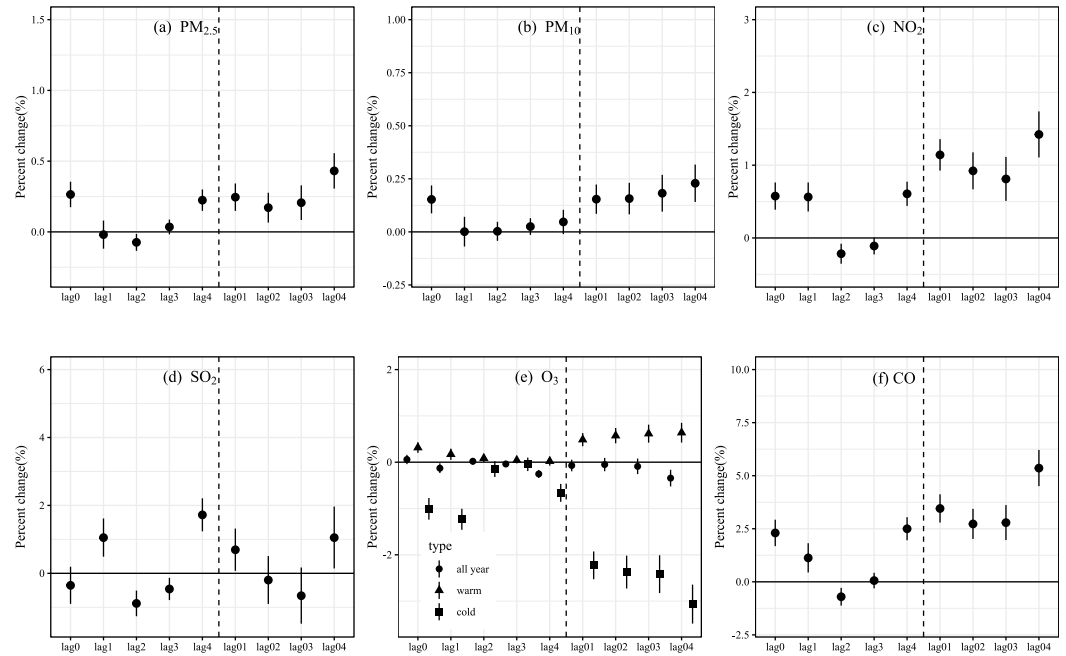 (a) PM2.5
Percent change(%)
1.5
1.0
0.5
0.0
lag0 lag1 lag2 lag3 lag4 lag01 lag02 lag03 lag04
(b) PM10
Percent change(%)
1.00
0.75
0.50
0.25
0.00
-0.25
lag0 lag1 lag2 lag3 lag4 lag01 lag02 lag03 lag04
(c) NO2
Percent change(%)
3
2
1
0
lag0 lag1 lag2 lag3 lag4 lag01 lag02 lag03 lag04
(d) SO2
Percent change(%)
6
4
2
0
lag0 lag1 lag2 lag3 lag4 lag01 lag02 lag03 lag04
(e) O3
Percent change(%)
2
0
-2
type
all year
warm
cold
lag0 lag1 lag2 lag3 lag4 lag01 lag02 lag03 lag04
(f) CO
Percent change(%)
10.0
7.5
5.0
2.5
0.0
-2.5
lag0 lag1 lag2 lag3 lag4 lag01 lag02 lag03 lag04